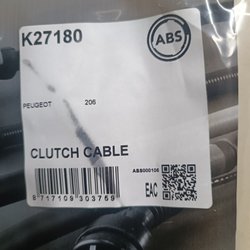 K27180
ABS
PEUGEOT 206
CLUTCH CABLE
ABS000106
8 717109 303759
EAC